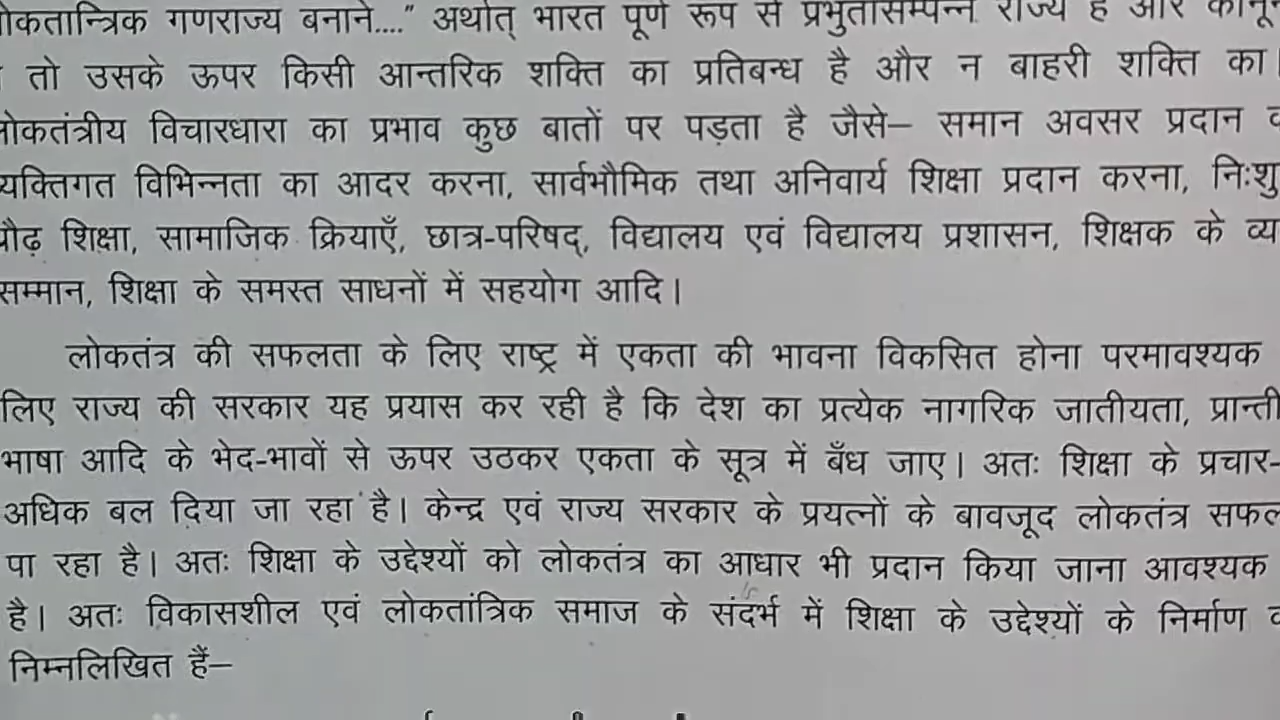 लोकतान्त्रिक गणराज्य बनाने...." अर्थात् भारत पूर्ण रूप से प्रभुतासम्पन्न राज्य है और
तो उसके ऊपर किसी आन्तरिक शक्ति का प्रतिबन्ध है और न बाहरी शक्ति का।
लोकतंत्रीय विचारधारा का प्रभाव कुछ बातों पर पड़ता है जैसे– समान अवसर प्रदान
व्यक्तिगत विभिन्नता का आदर करना, सार्वभौमिक तथा अनिवार्य शिक्षा प्रदान करना, निःशु
प्रौढ़ शिक्षा, सामाजिक क्रियाएँ, छात्र-परिषद्, विद्यालय एवं विद्यालय प्रशासन, शिक्षक के व्य
सम्मान, शिक्षा के समस्त साधनों में सहयोग आदि।
लोकतंत्र की सफलता के लिए राष्ट्र में एकता की भावना विकसित होना परमावश्यक
लिए राज्य की सरकार यह प्रयास कर रही है कि देश का प्रत्येक नागरिक जातीयता, प्रान्ती
भाषा आदि के भेद-भावों से ऊपर उठकर एकता के सूत्र में बँध जाए। अतः शिक्षा के प्रचार-
अधिक बल दिया जा रहा है। केन्द्र एवं राज्य सरकार के प्रयत्नों के बावजूद लोकतंत्र सफल
पा रहा है। अतः शिक्षा के उद्देश्यों को लोकतंत्र का आधार भी प्रदान किया जाना आवश्यक
है। अतः विकासशील एवं लोकतांत्रिक समाज के संदर्भ में शिक्षा के उद्देश्यों के निर्माण
निम्नलिखित हैं–